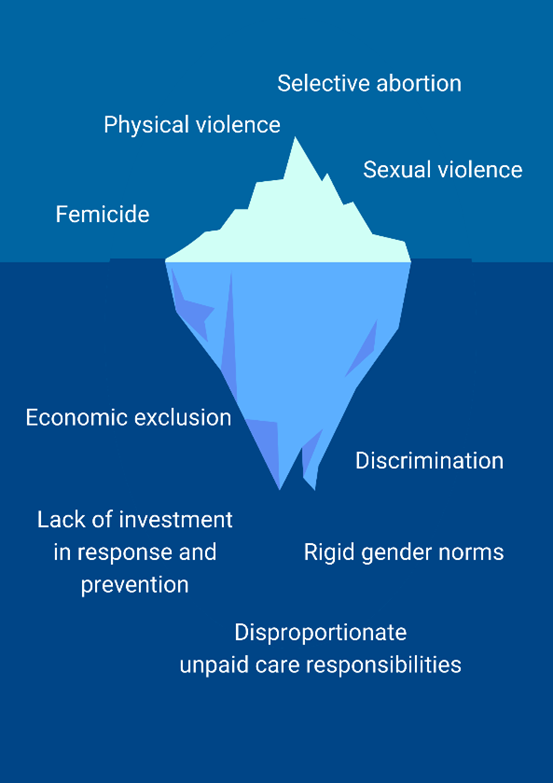 Selective abortion
Physical violence
Sexual violence
Femicide
Economic exclusion
Discrimination
Lack of investment
in response and
prevention
Rigid gender norms
Disproportionate
unpaid care responsibilities